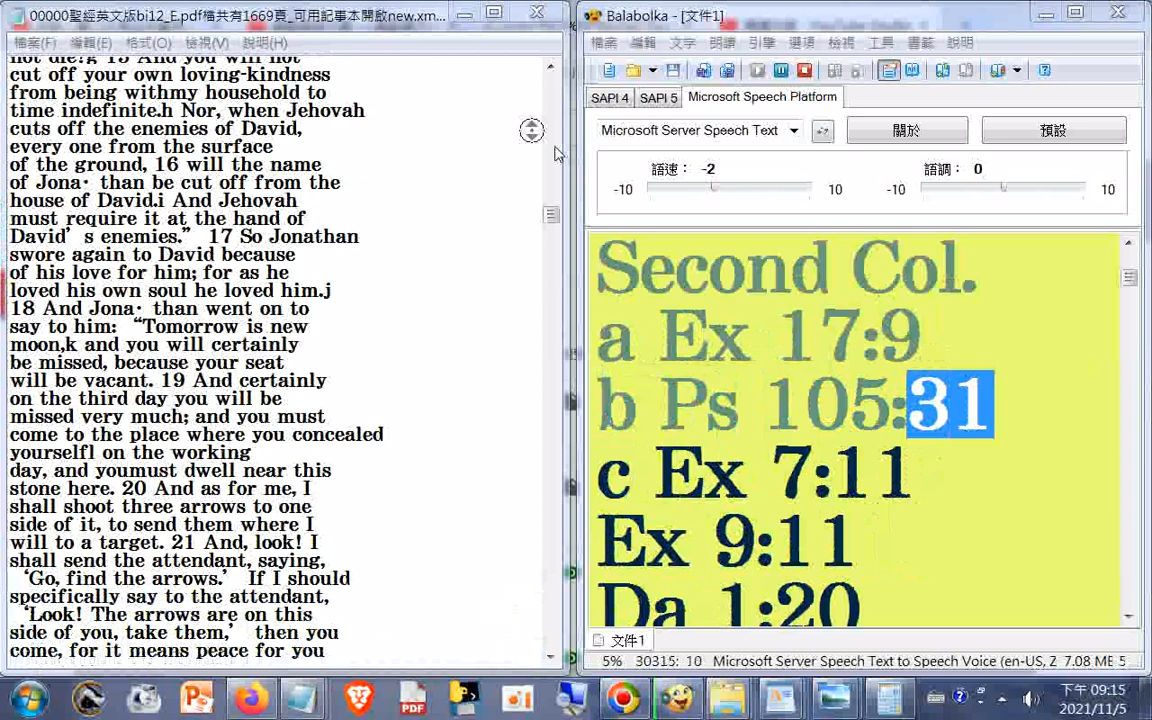 00000聖經英文版bi12_E.pdf檔共有1669頁_可用記事本開啟new.xm...
檔案(F) 編輯(E) 格式(O) 檢視(V) 說明(H)
not die!g 15 And you will not
cut off your own loving-kindness
from being withmy household to
time indefinite.h Nor, when Jehovah
cuts off the enemies of David,
every one from the surface
of the ground, 16 will the name
of Jona· than be cut off from the
house of David.i And Jehovah
must require it at the hand of
David’s enemies.” 17 So Jonathan
swore again to David because
of his love for him; for as he
loved his own soul he loved him.j
18 And Jona· than went on to
say to him: “Tomorrow is new
moon,k and you will certainly
be missed, because your seat
will be vacant. 19 And certainly
on the third day you will be
missed very much; and you must
come to the place where you concealed
yourselfl on the working
day, and youmust dwell near this
stone here. 20 And as for me, I
shall shoot three arrows to one
side of it, to send them where I
will to a target. 21 And, look! I
shall send the attendant, saying,
‘Go, find the arrows.’ If I should
specifically say to the attendant,
‘Look! The arrows are on this
side of you, take them,’ then you
come, for it means peace for you
Balabolka - [文件1]
檔案 編輯 文字 朗讀 引擎 選項 檢視 工具 書籤 說明
SAPI 4 SAPI 5 Microsoft Speech Platform
Microsoft Server Speech Text 關於 預設
語速: -2 語調: 0
-10 10 -10 10
Second Col.
a Ex 17:9
b Ps 105:31
c Ex 7:11
Ex 9:11
Da 1:20
文件1
5% 30315: 10 Microsoft Server Speech Text to Speech Voice (en-US, Z 7.08 MB 5
PDF
下午 09:15
2021/11/5